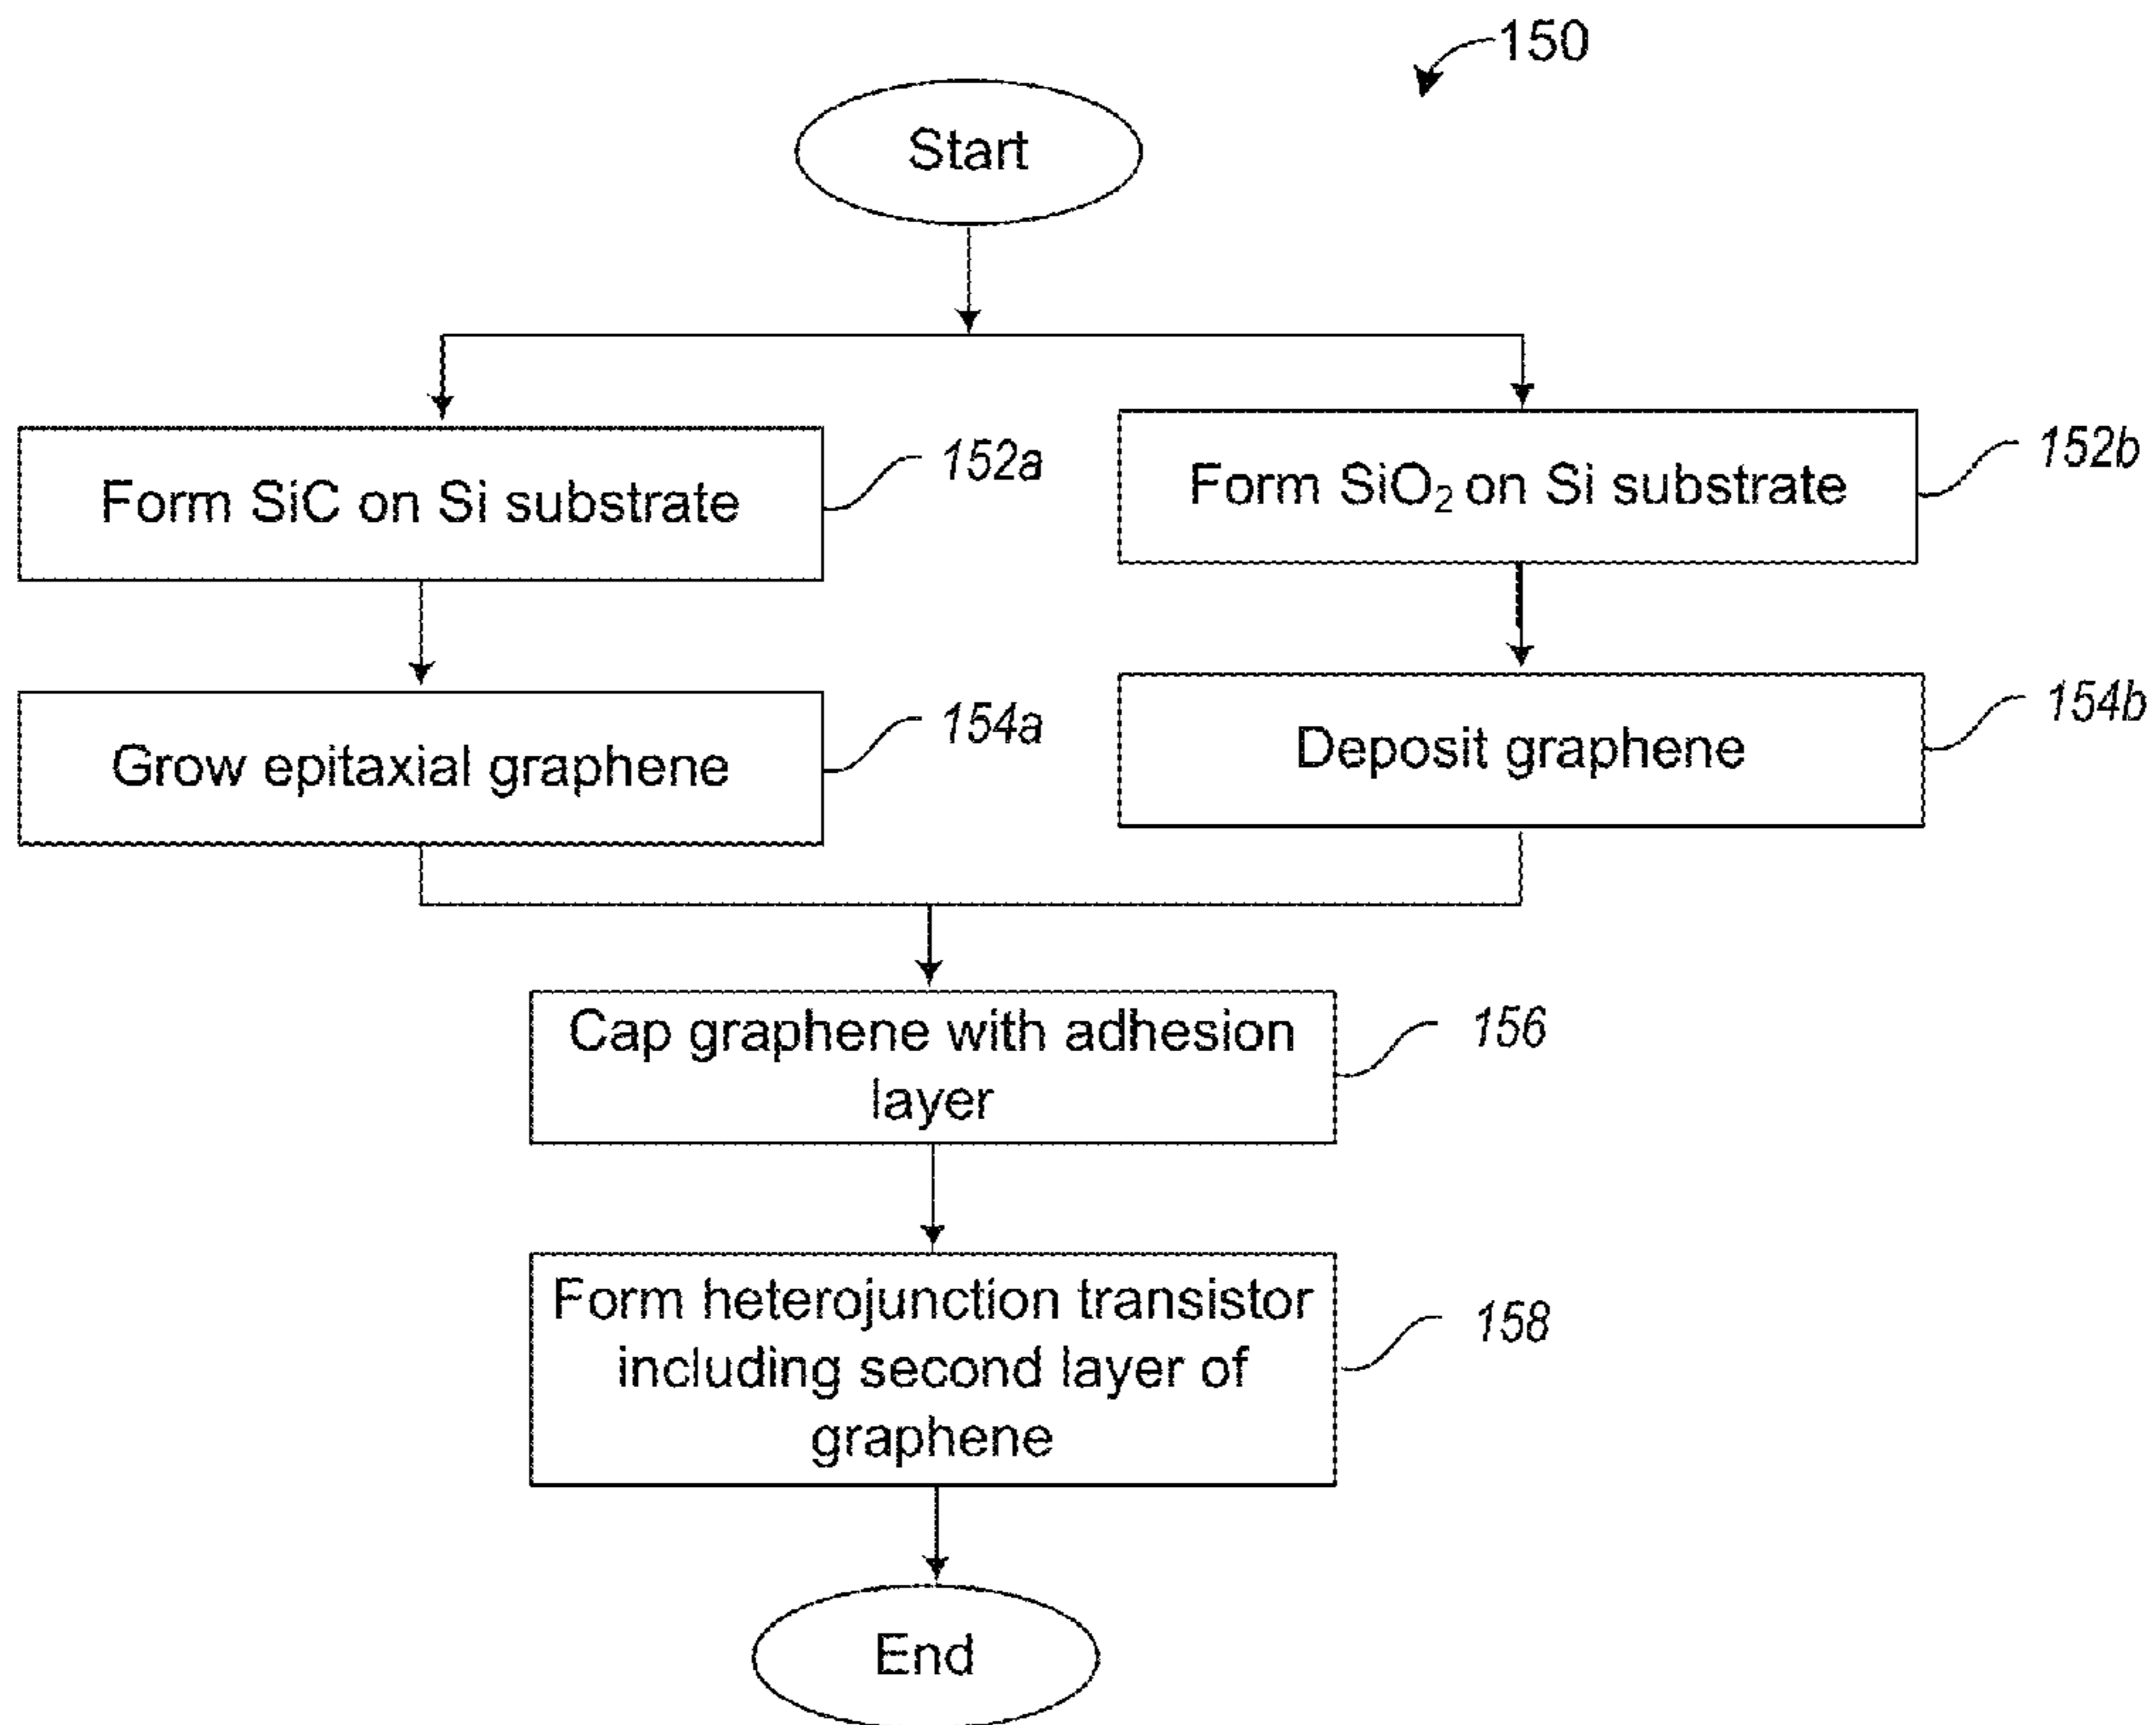 150
Start
Form SiC on Si substrate
152a
Form SiO₂ on Si substrate
152b
Grow epitaxial graphene
154a
Deposit graphene
154b
Cap graphene with adhesion
layer
156
Form heterojunction transistor
including second layer of
graphene
158
End